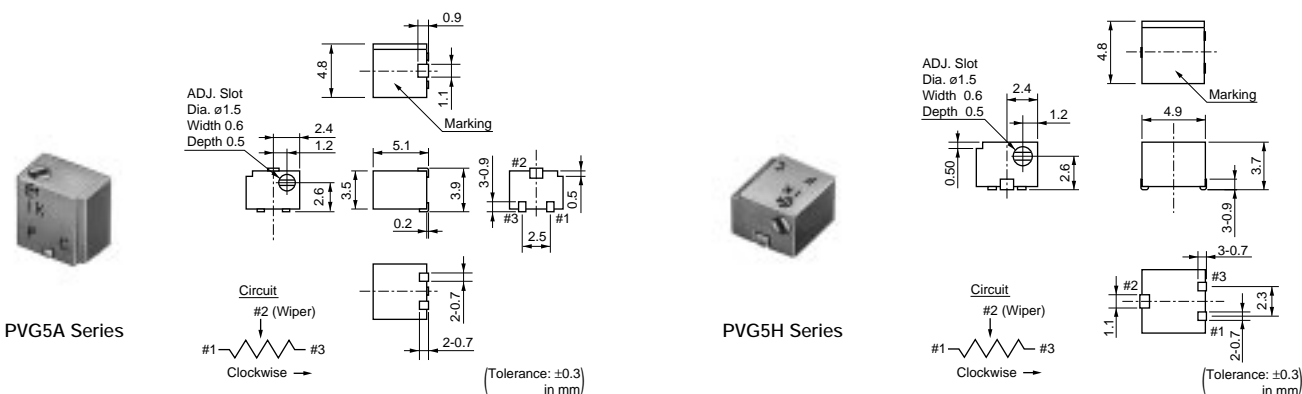 0.9
4.8
1.1
Marking
ADJ. Slot
Dia. ø1.5
Width 0.6
Depth 0.5
2.4
1.2
2.6
5.1
3.5
3.9
0.2
3-0.9
#2
0.5
#3
#1
2.5
2-0.7
2-0.7
PVG5A Series
Circuit
#2 (Wiper)
#1
#3
Clockwise
(Tolerance: ±0.3
in mm)
4.8
Marking
ADJ. Slot
Dia. ø1.5
Width 0.6
Depth 0.5
2.4
1.2
0.50
2.6
4.9
3.7
3-0.9
3-0.7
#2
#3
1.1
2.3
#1
2-0.7
PVG5H Series
Circuit
#2 (Wiper)
#1
#3
Clockwise
(Tolerance: ±0.3
in mm)